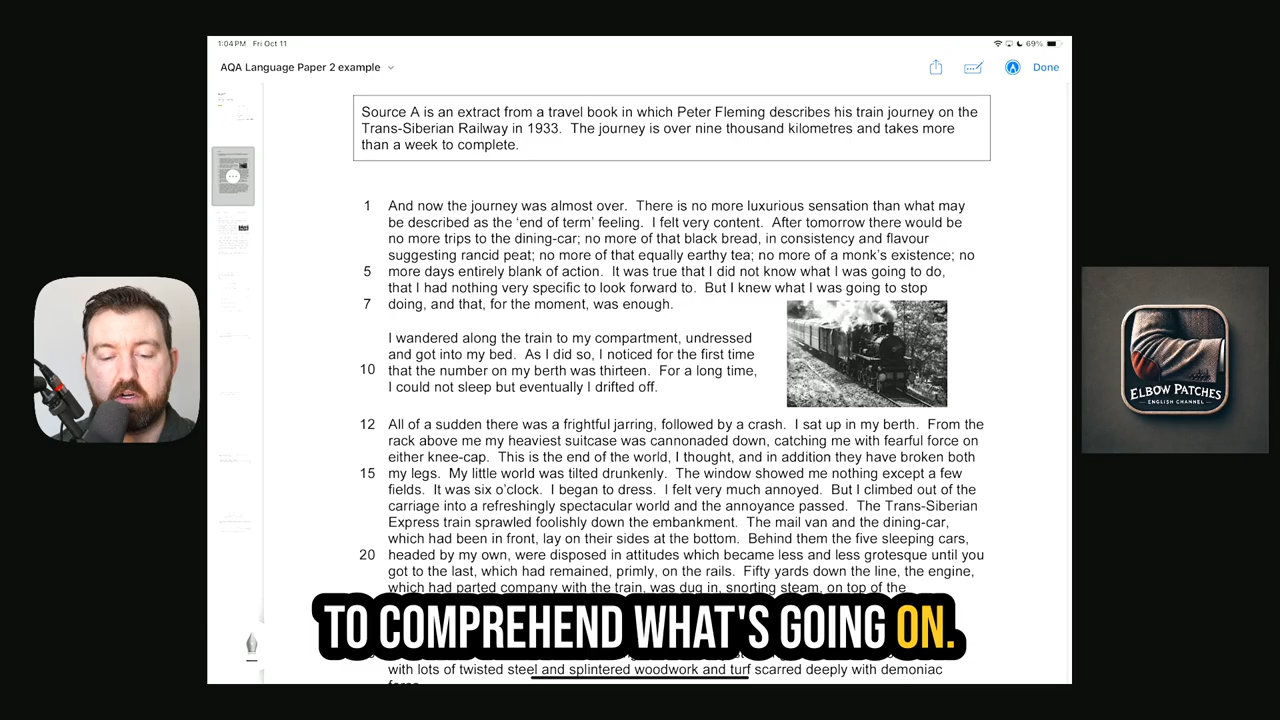 1:04 PM Fri Oct 11
69%
AQA Language Paper 2 example
Done
Source A is an extract from a travel book in which Peter Fleming describes his train journey on the
Trans-Siberian Railway in 1933. The journey is over nine thousand kilometres and takes more
than a week to complete.
1 And now the journey was almost over. There is no more luxurious sensation than what may
be described as the ‘end of term’ feeling. I felt very content. After tomorrow there would be
no more trips to the dining-car; no more of that black bread, in consistency and flavour
suggesting rancid peat; no more of that equally earthy tea; no more of a monk’s existence; no
5 more days entirely blank of action. It was true that I did not know what I was going to do,
that I had nothing very specific to look forward to. But I knew what I was going to stop
7 doing, and that, for the moment, was enough.
I wandered along the train to my compartment, undressed
and got into my bed. As I did so, I noticed for the first time
10 that the number on my berth was thirteen. For a long time,
I could not sleep but eventually I drifted off.
12 All of a sudden there was a frightful jarring, followed by a crash. I sat up in my berth. From the
rack above me my heaviest suitcase was cannonaded down, catching me with fearful force on
either knee-cap. This is the end of the world, I thought, and in addition they have broken both
15 my legs. My little world was tilted drunkenly. The window showed me nothing except a few
fields. It was six o’clock. I began to dress. I felt very much annoyed. But I climbed out of the
carriage into a refreshingly spectacular world and the annoyance passed. The Trans-Siberian
Express train sprawled foolishly down the embankment. The mail van and the dining-car,
which had been in front, lay on their sides at the bottom. Behind them the five sleeping cars,
20 headed by my own, were disposed in attitudes which became less and less grotesque until you
got to the last, which had remained, primly, on the rails. Fifty yards down the line, the engine,
which had parted company with the train, was dug in, snorting steam, on top of the
TO COMPREHEND WHAT'S GOING ON.
with lots of twisted steel and splintered woodwork and turf scarred deeply with demoniac
ELBOW PATCHES
ENGLISH CHANNEL